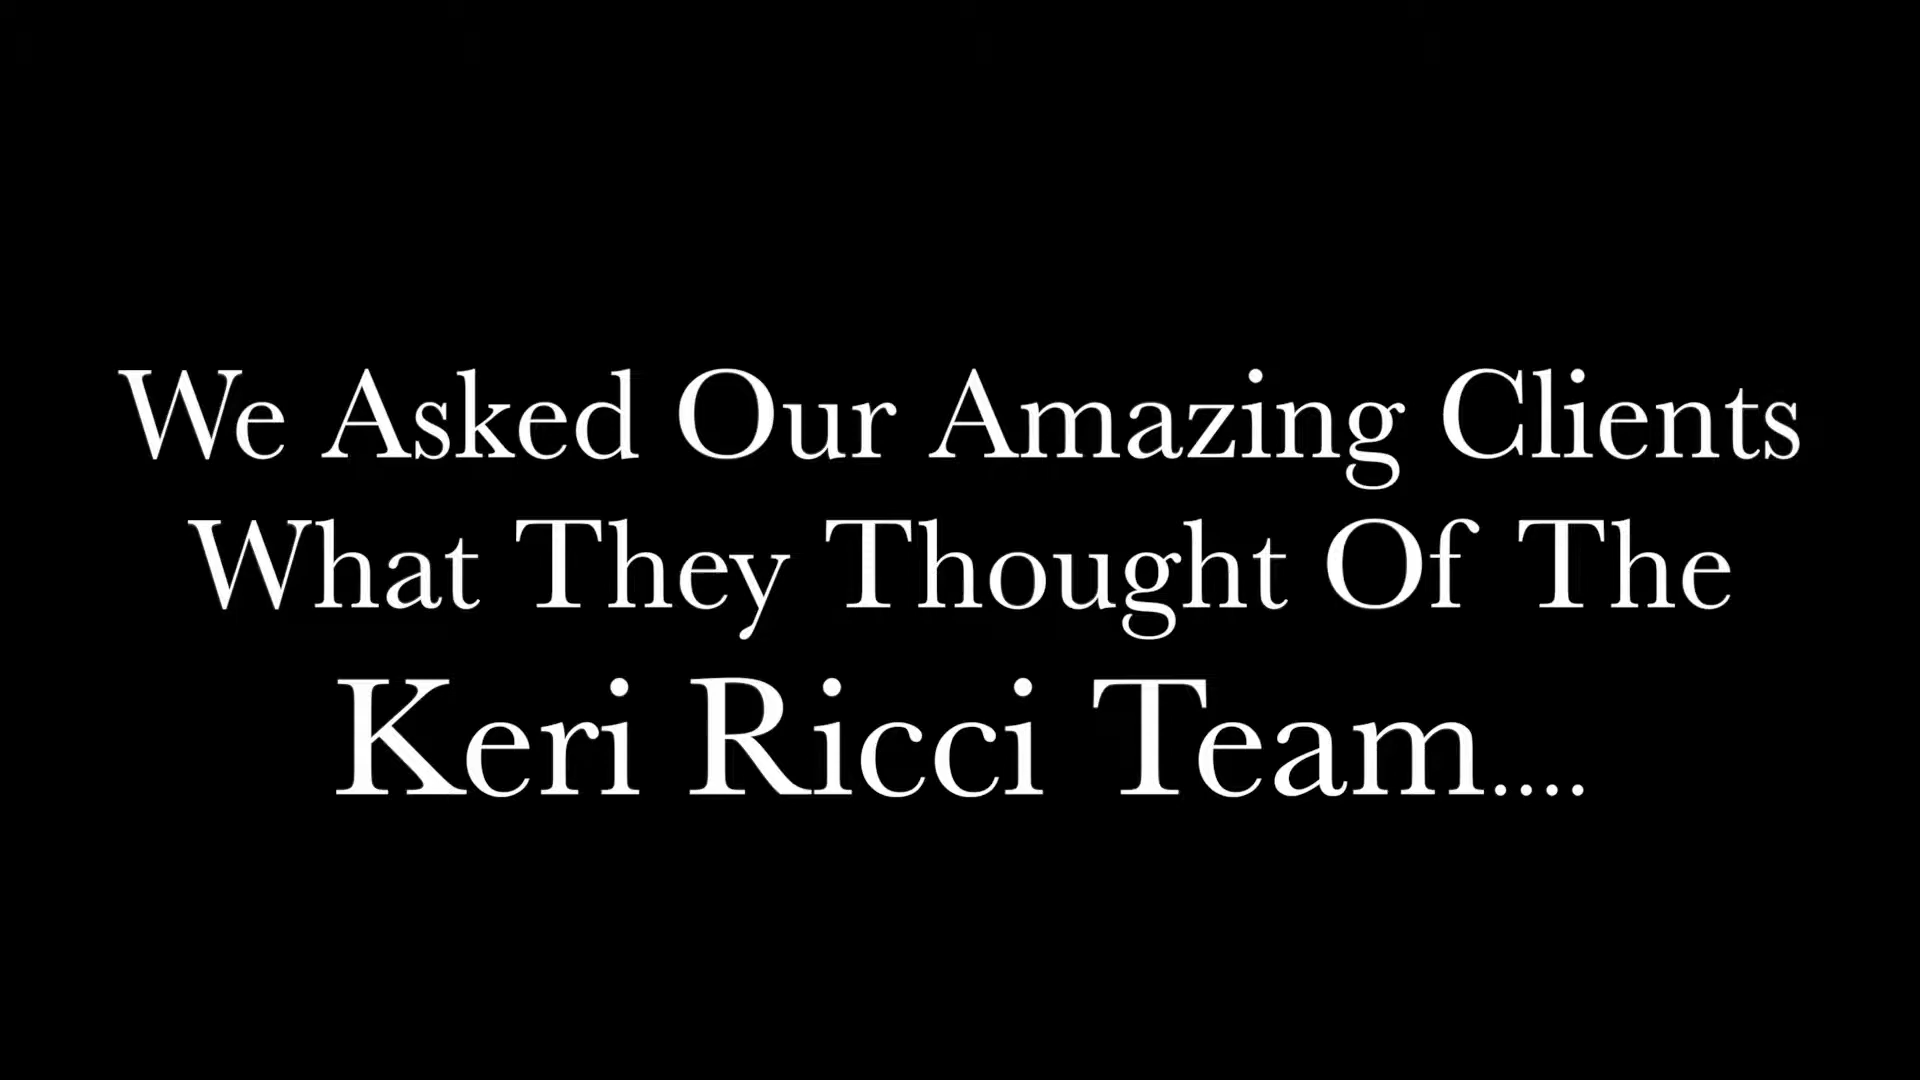 We Asked Our Amazing Clients
What They Thought Of The
Keri Ricci Team....